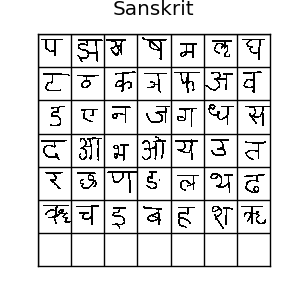 Sanskrit
प झ ख ष म ऌ घ
ट ठ क ञ फ अ व
ई ए न ज ग ध स
द औ भ ओ य उ त
र छ ण ङ ल थ ढ
ॠ च इ ब ह श ऋ